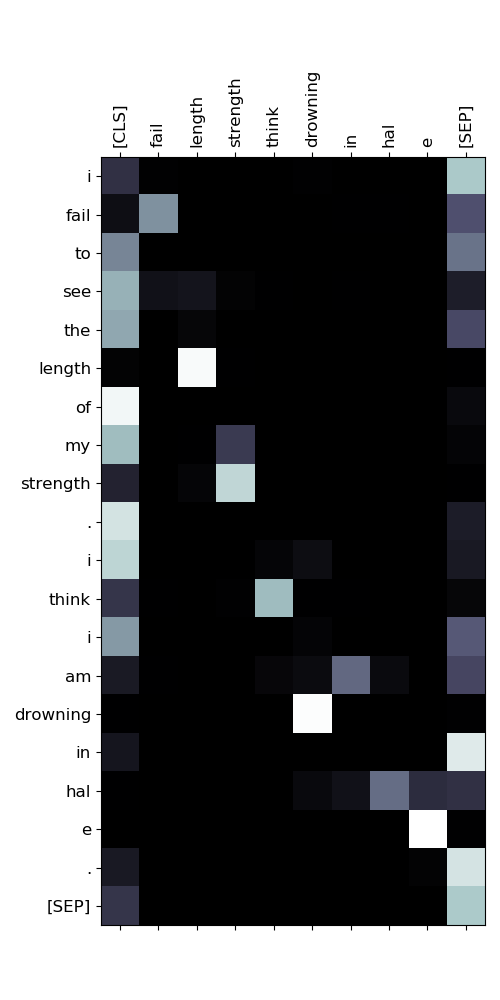 [CLS] fail length strength think drowning in hal e [SEP]
i
fail
to
see
the
length
of
my
strength
.
i
think
i
am
drowning
in
hal
e
.
[SEP]